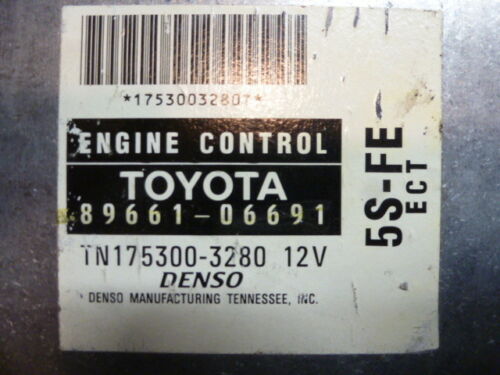 *17530032807*
ENGINE CONTROL
TOYOTA
89661-06691
TN175300-3280 12V
DENSO
DENSO MANUFACTURING TENNESSEE, INC.
5S-FE
ECT